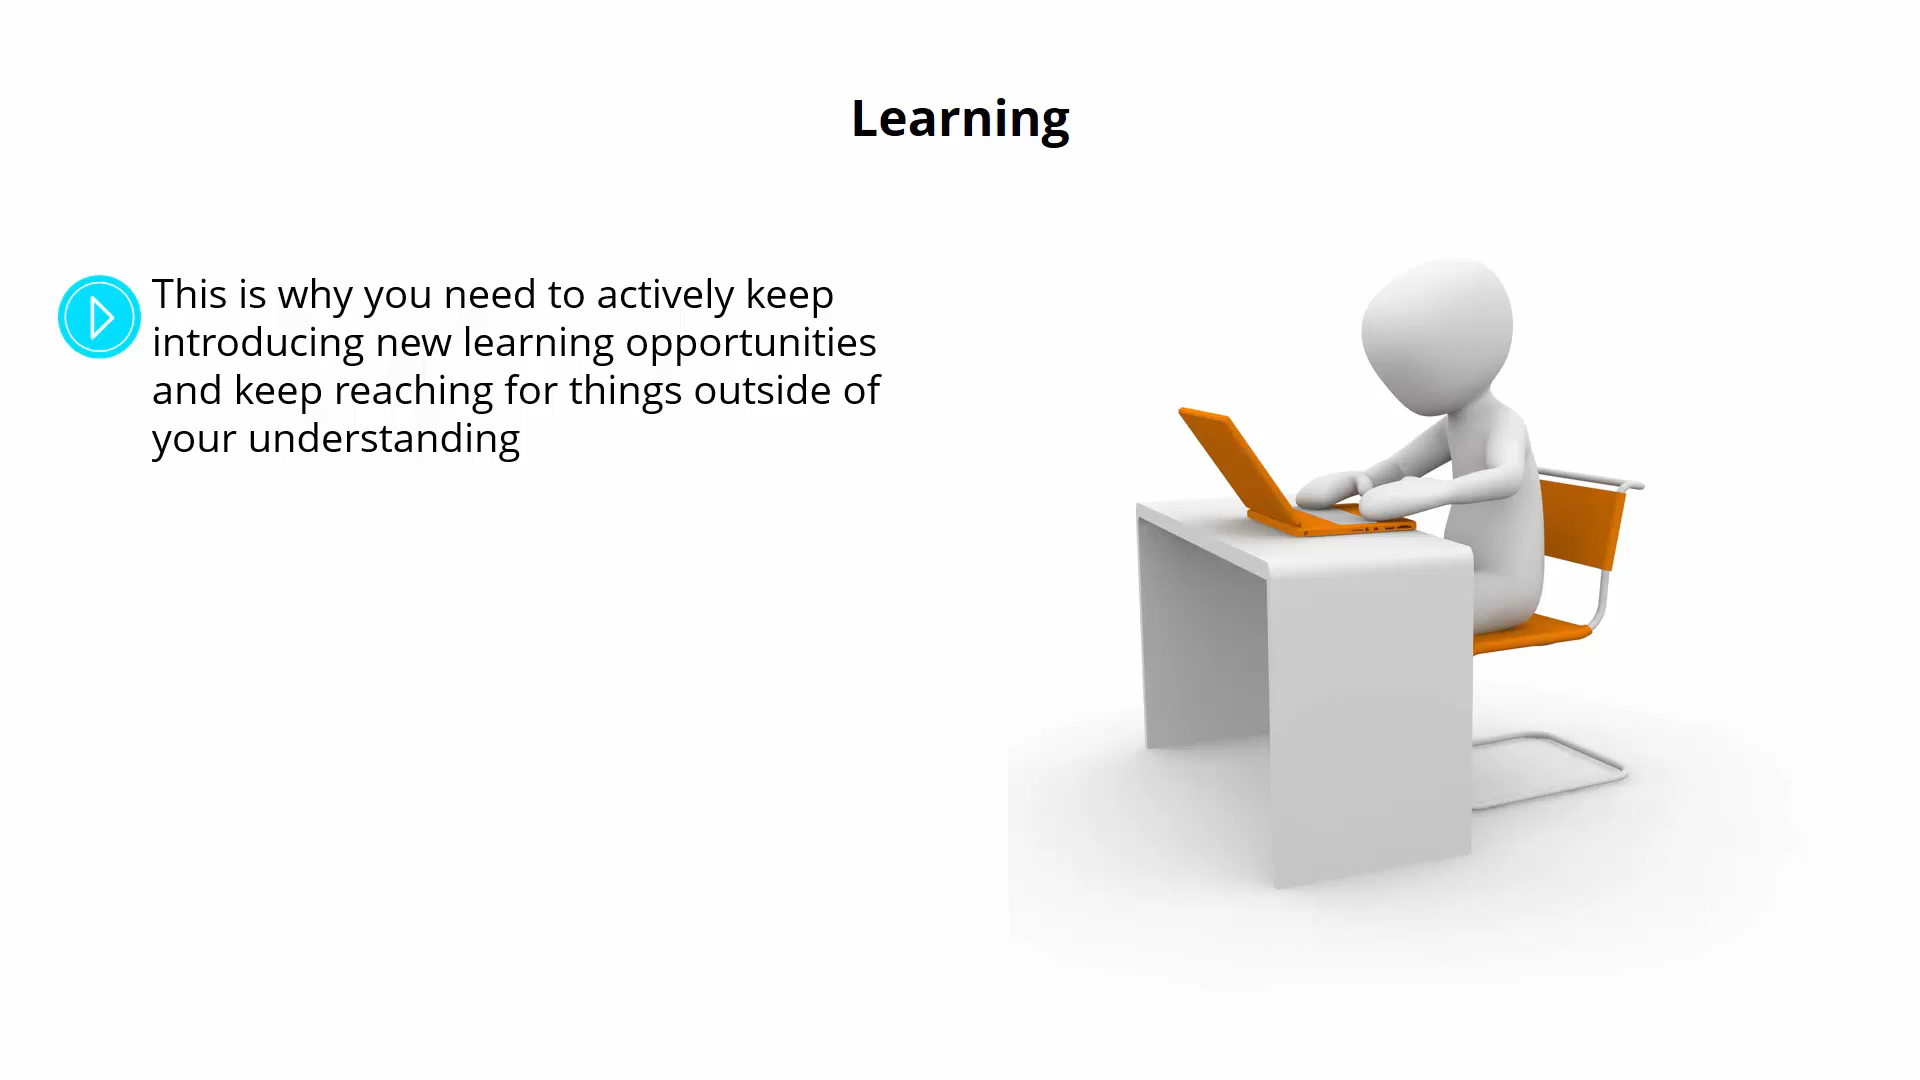 Learning
This is why you need to actively keep
introducing new learning opportunities
and keep reaching for things outside of
your understanding